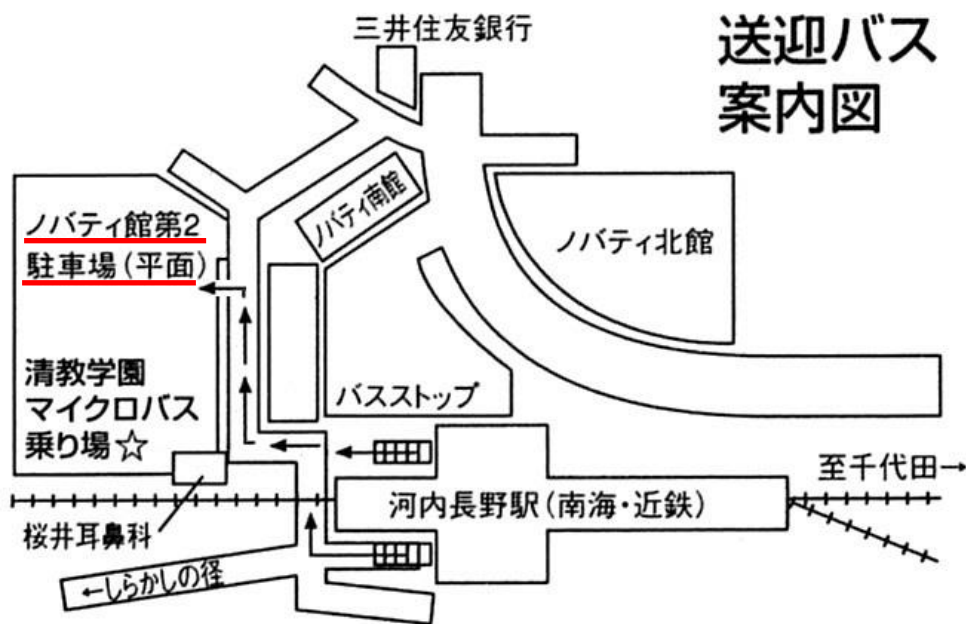 三井住友銀行
送迎バス
案内図
ノバティ南館
ノバティ館第2
駐車場(平面)
ノバティ北館
清教学園
マイクロバス
乗り場☆
バスストップ
至千代田→
河内長野駅(南海・近鉄)
桜井耳鼻科
←しらかしの径